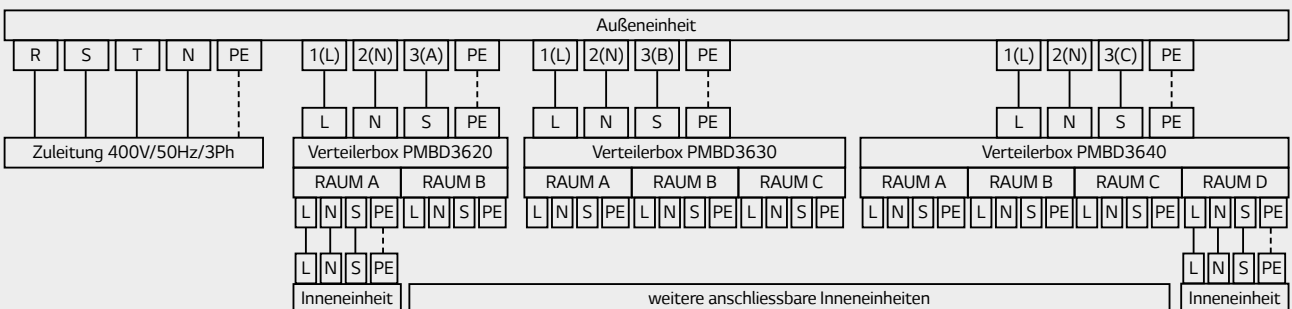 Außeneinheit
R S T N PE 1(L) 2(N) 3(A) PE 1(L) 2(N) 3(B) PE 1(L) 2(N) 3(C) PE
L N S PE L N S PE L N S PE
Zuleitung 400V/50Hz/3Ph Verteilerbox PMBD3620 Verteilerbox PMBD3630 Verteilerbox PMBD3640
RAUM A RAUM B RAUM A RAUM B RAUM C RAUM A RAUM B RAUM C RAUM D
L N S PE L N S PE L N S PE L N S PE L N S PE L N S PE L N S PE L N S PE L N S PE
L N S PE L N S PE
Inneneinheit weitere anschliessbare Inneneinheiten Inneneinheit